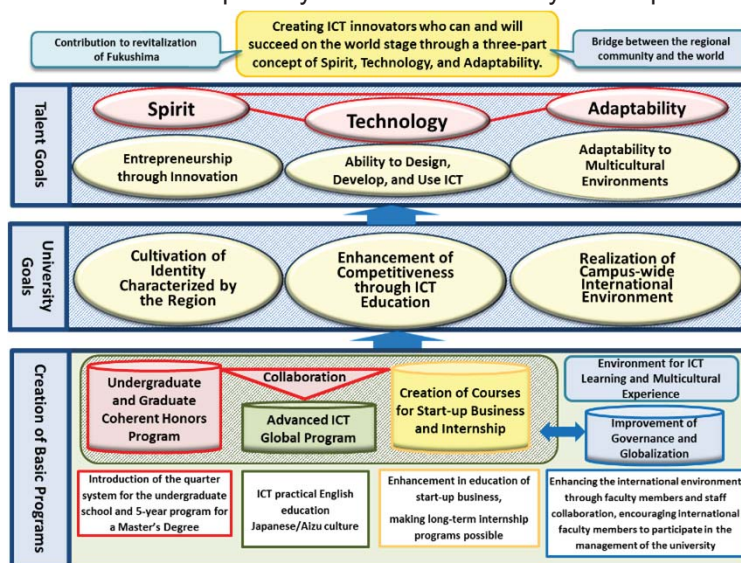 Creating ICT innovators who can and will
succeed on the world stage through a three-part
concept of Spirit, Technology, and Adaptability.
Contribution to revitalization
of Fukushima
Bridge between the regional
community and the world
Talent Goals
Spirit
Technology
Adaptability
Entrepreneurship
through Innovation
Ability to Design,
Develop, and Use ICT
Adaptability to
Multicultural
Environments
University
Goals
Cultivation of
Identity
Characterized by
the Region
Enhancement of
Competitiveness
through ICT
Education
Realization of
Campus-wide
International
Environment
Creation of Basic Programs
Undergraduate
and Graduate
Coherent Honors
Program
Collaboration
Advanced ICT
Global Program
Creation of Courses
for Start-up Business
and Internship
Environment for ICT
Learning and Multicultural
Experience
Improvement of
Governance and
Globalization
Introduction of the quarter
system for the undergraduate
school and 5-year program for
a Master's Degree
ICT practical English
education
Japanese/Aizu culture
Enhancement in education of
start-up business,
making long-term internship
programs possible
Enhancing the international environment
through faculty members and staff
collaboration, encouraging international
faculty members to participate in the
management of the university